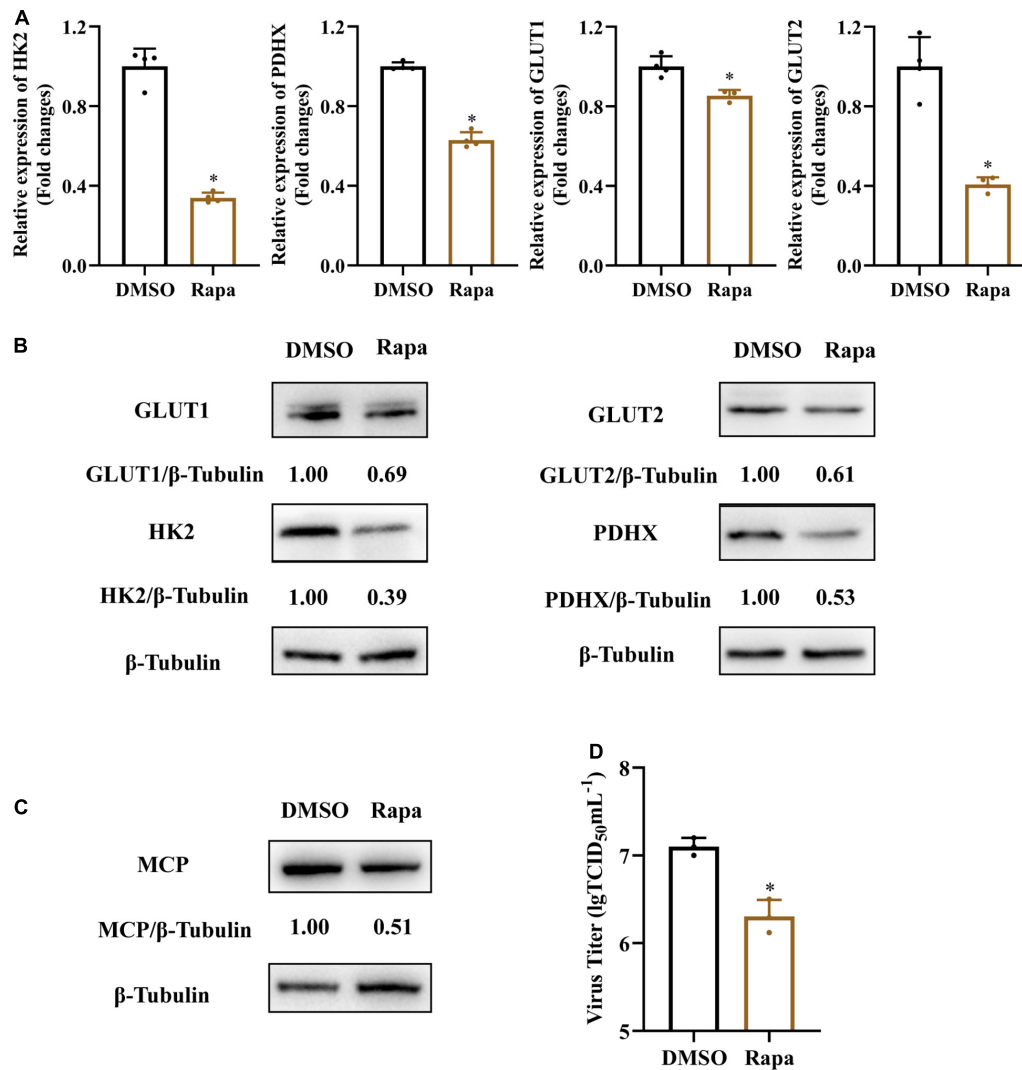 A
Relative expression of HK2
(Fold changes)
1.2
0.8
0.4
0.0
*
DMSO Rapa
Relative expression of PDHX
(Fold changes)
1.2
0.8
0.4
0.0
*
DMSO Rapa
Relative expression of GLUT1
(Fold changes)
1.2
0.8
0.4
0.0
*
DMSO Rapa
Relative expression of GLUT2
(Fold changes)
1.2
0.8
0.4
0.0
*
DMSO Rapa
B
DMSO Rapa
GLUT1
GLUT1/β-Tubulin 1.00 0.69
HK2
HK2/β-Tubulin 1.00 0.39
β-Tubulin
DMSO Rapa
GLUT2
GLUT2/β-Tubulin 1.00 0.61
PDHX
PDHX/β-Tubulin 1.00 0.53
β-Tubulin
C
DMSO Rapa
MCP
MCP/β-Tubulin 1.00 0.51
β-Tubulin
D
Virus Titer (lgTCID50mL-1)
8
7
6
5
*
DMSO Rapa